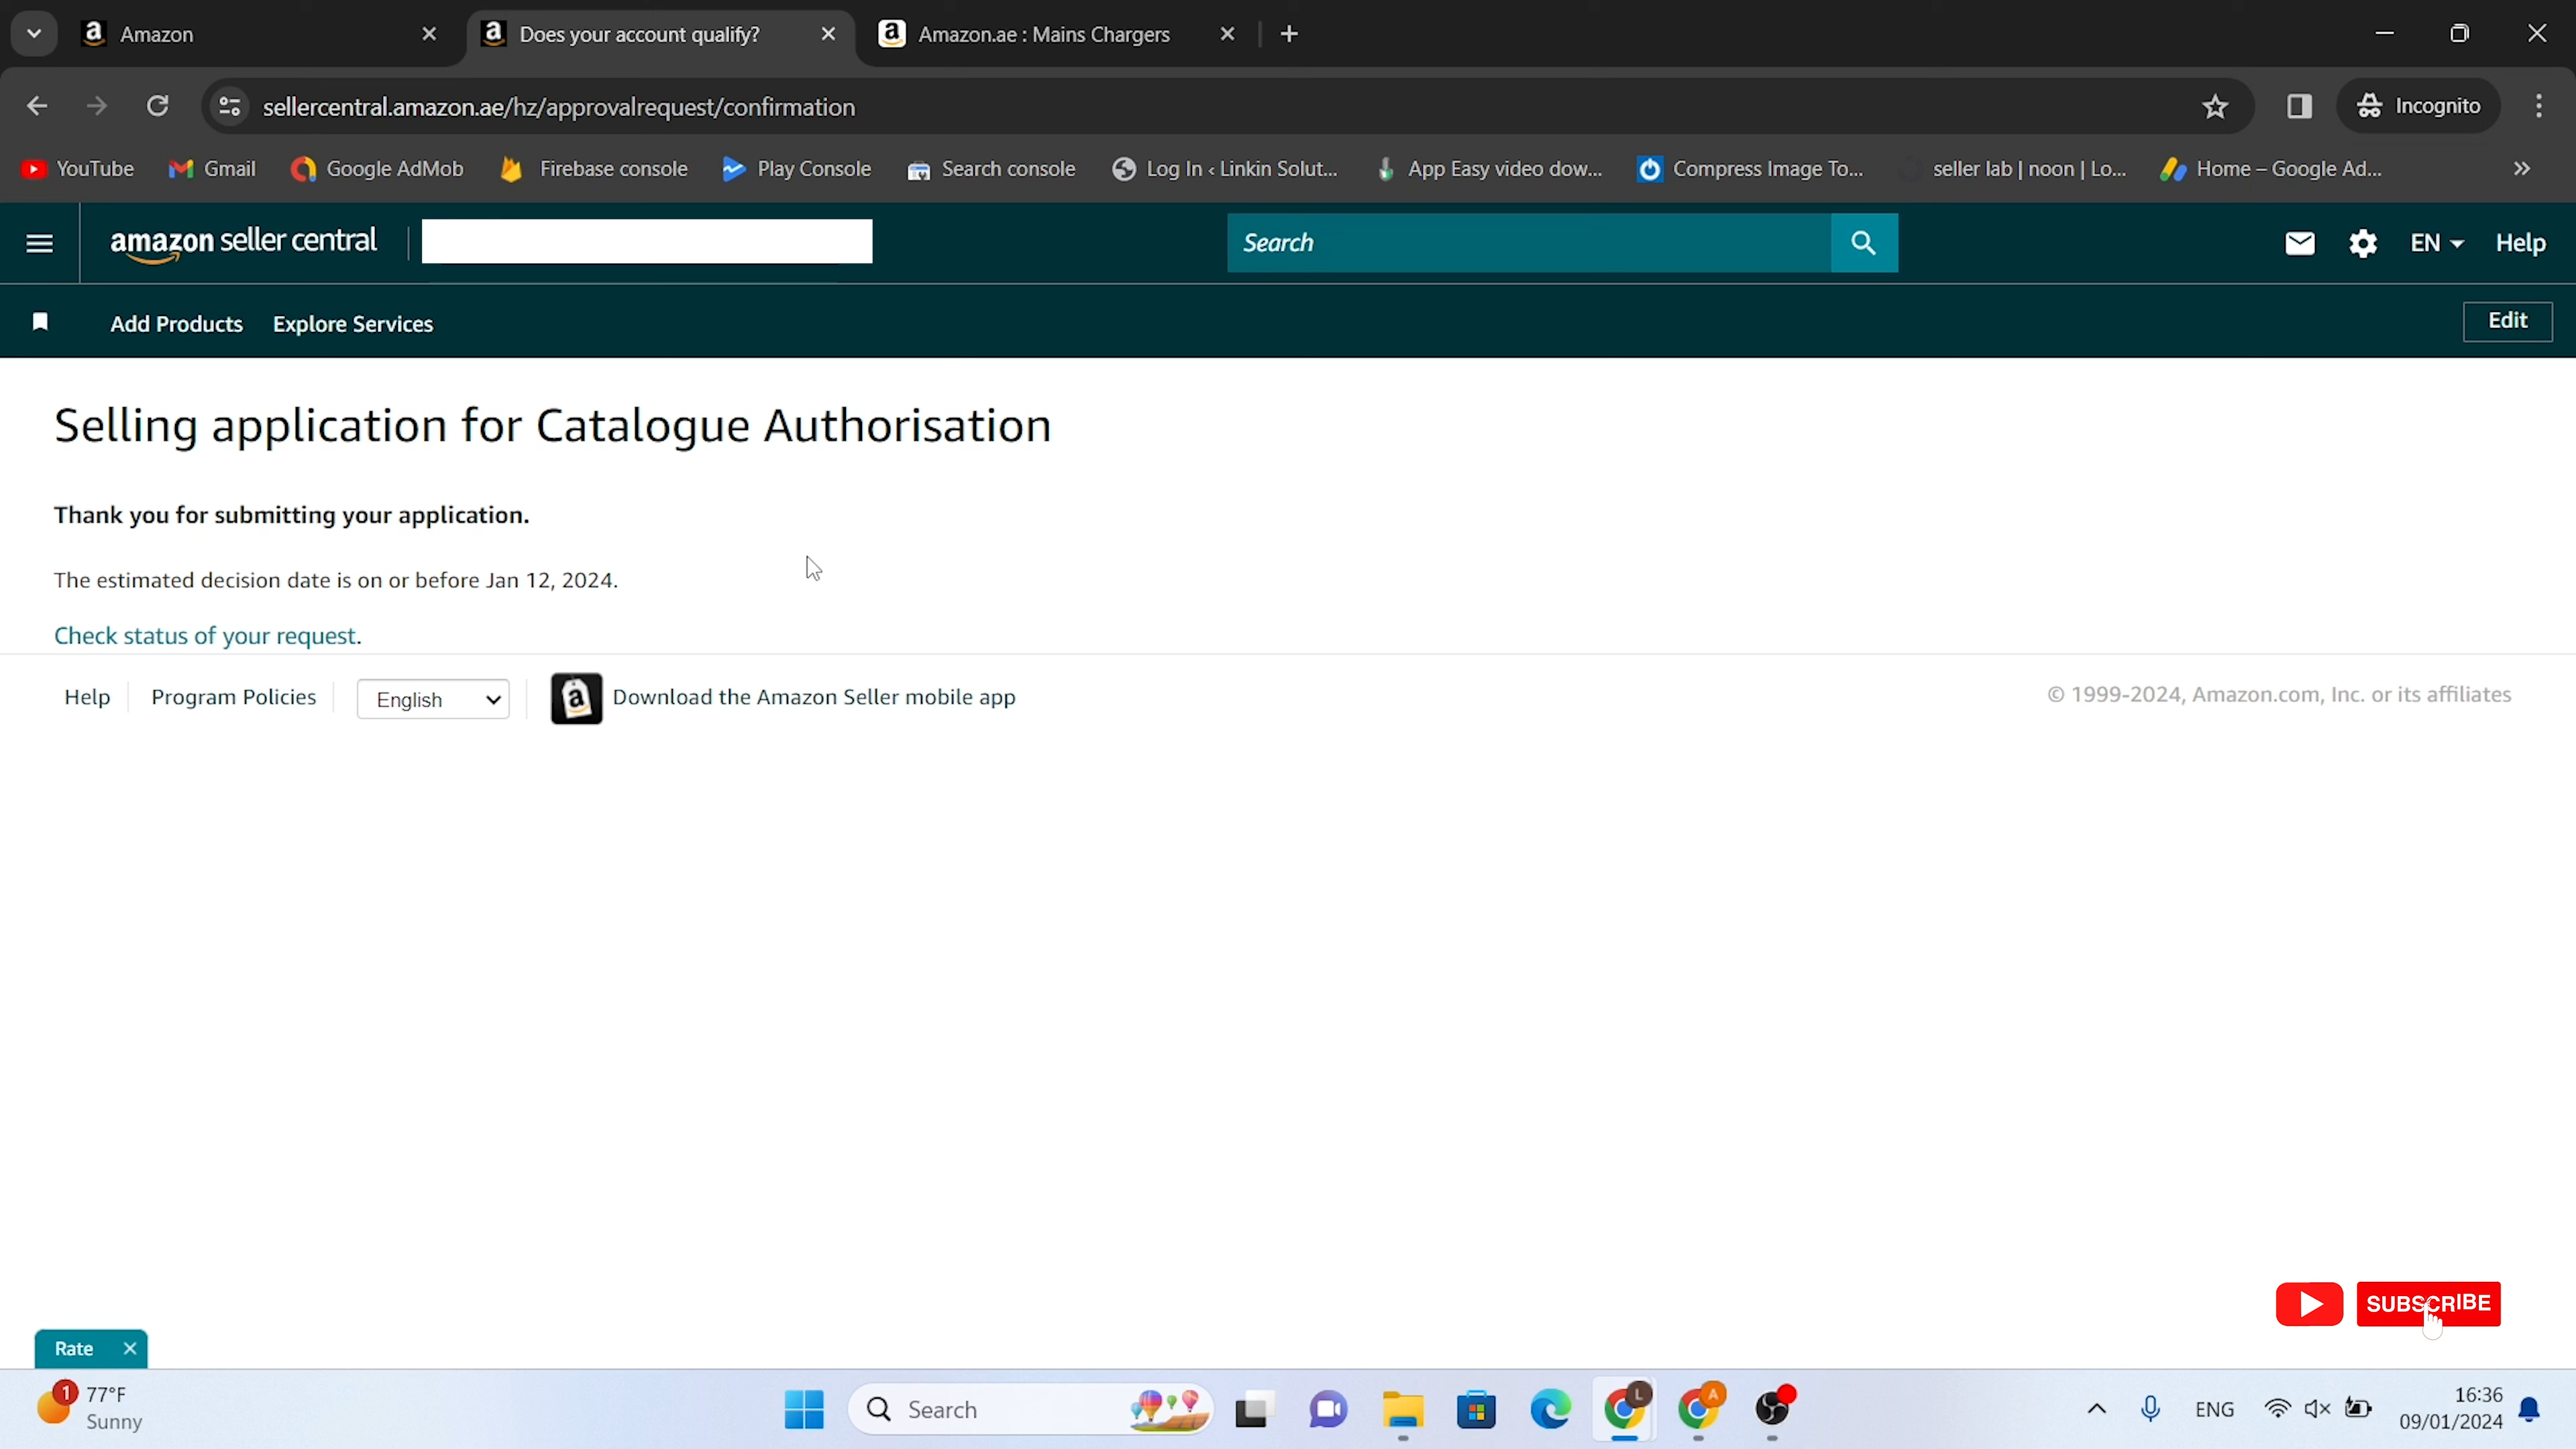 Amazon
Does your account qualify?
Amazon.ae : Mains Chargers
sellercentral.amazon.ae/hz/approvalrequest/confirmation
Incognito
YouTube
Gmail
Google AdMob
Firebase console
Play Console
Search console
Log In ‹ Linkin Solut...
App Easy video dow...
Compress Image To...
seller lab | noon | Lo...
Home – Google Ad...
amazon seller central
Search
EN
Help
Add Products
Explore Services
Edit
Selling application for Catalogue Authorisation
Thank you for submitting your application.
The estimated decision date is on or before Jan 12, 2024.
Check status of your request.
Help
Program Policies
English
Download the Amazon Seller mobile app
© 1999-2024, Amazon.com, Inc. or its affiliates
SUBSCRIBE
Rate
1
77°F
Sunny
Search
L
A
ENG
16:36
09/01/2024